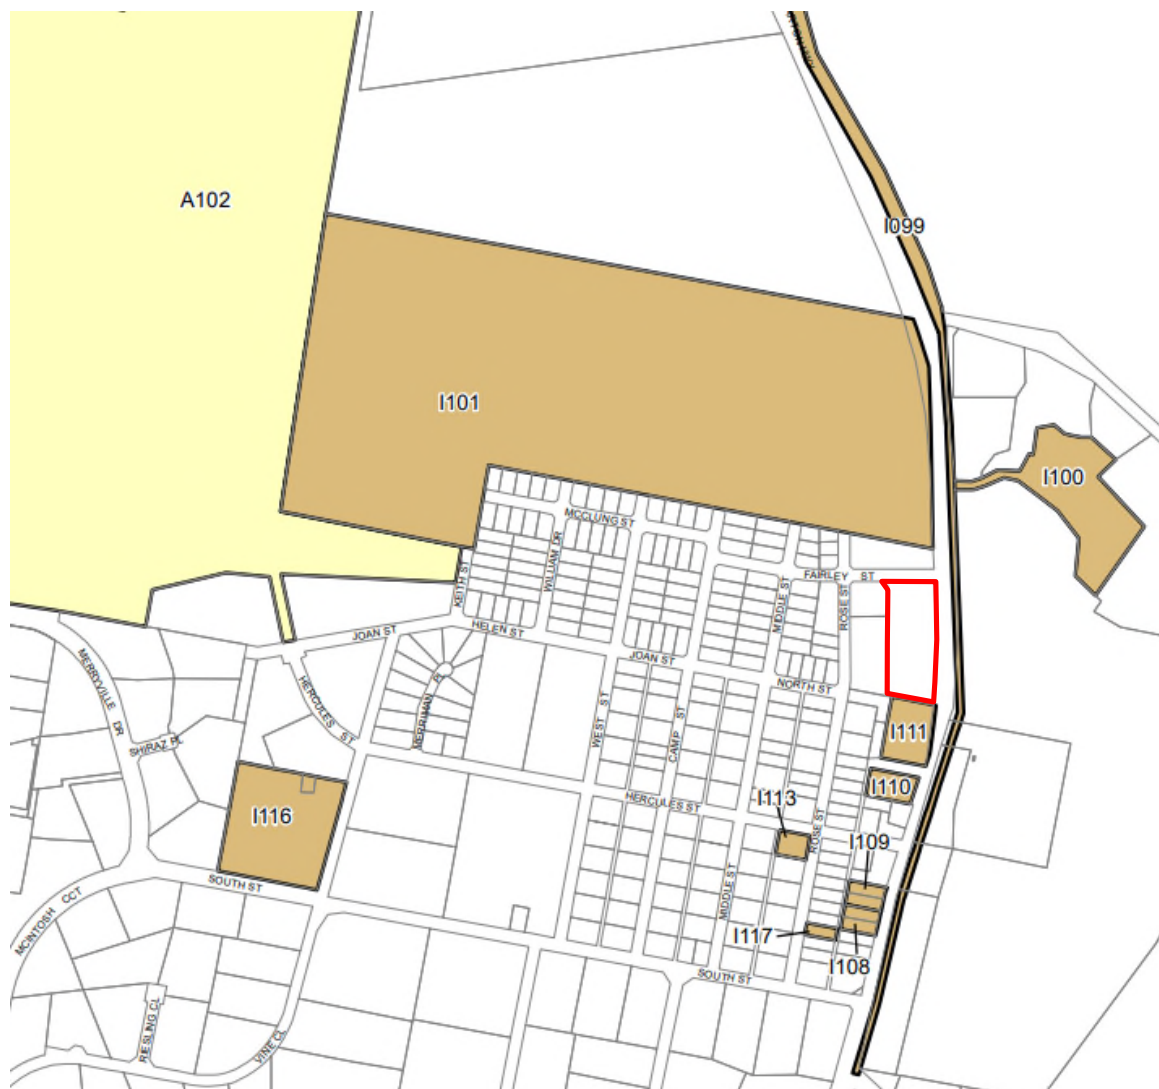 A102
I099
I101
I100
MCCLUNG ST
WILLIAM DR
KEITH ST
FAIRLEY ST
MIDDLE ST
ROSE ST
HELEN ST
JOAN ST
JOAN ST
NORTH ST
MERRYVILLE DR
HERCULES ST
MERRIMAN PL
WEST ST
CAMP ST
SHIRAZ PL
I111
I110
I113
HERCULES ST
ROSE ST
I116
I109
SOUTH ST
MIDDLE ST
MCINTOSH CCT
I117
I108
SOUTH ST
RIESLING CL
VINE CL